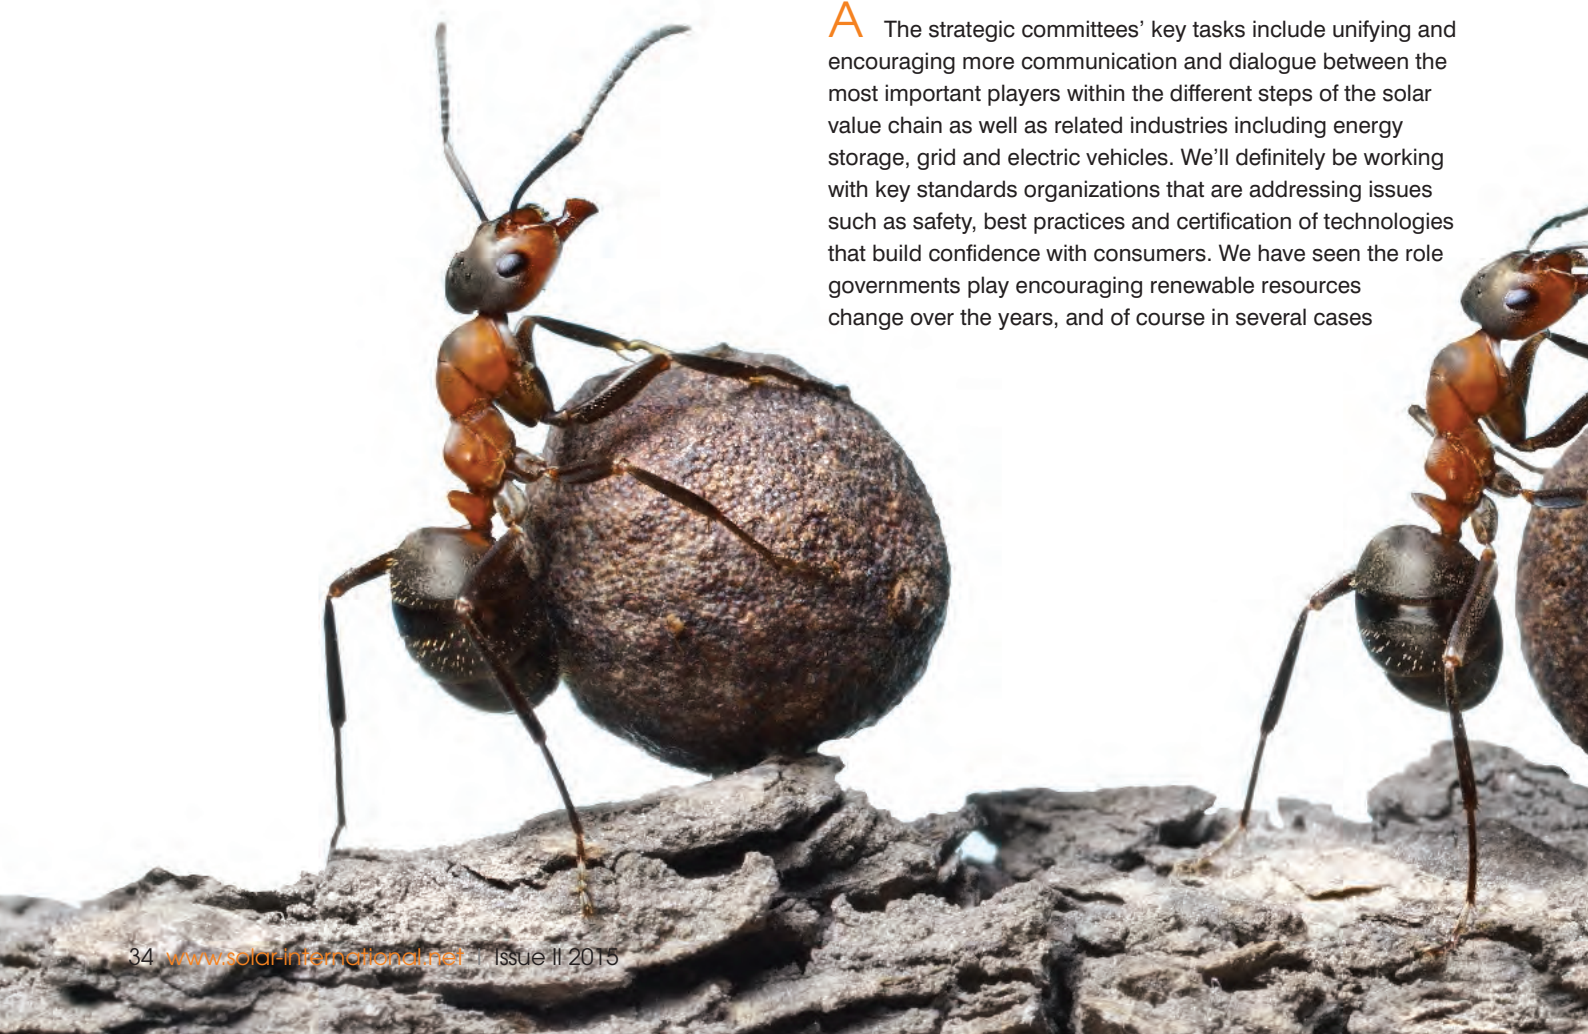 A The strategic committees’ key tasks include unifying and
encouraging more communication and dialogue between the
most important players within the different steps of the solar
value chain as well as related industries including energy
storage, grid and electric vehicles. We’ll definitely be working
with key standards organizations that are addressing issues
such as safety, best practices and certification of technologies
that build confidence with consumers. We have seen the role
governments play encouraging renewable resources
change over the years, and of course in several cases
34 www.solar-international.net | Issue II 2015